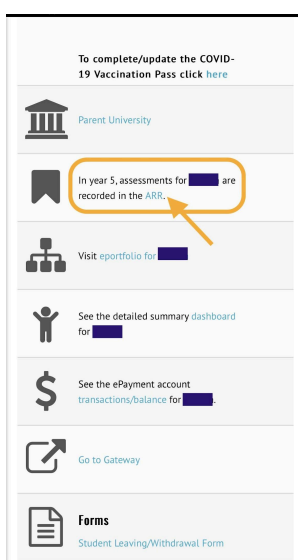 To complete/update the COVID-
19 Vaccination Pass click here
Parent University
In year 5, assessments for are
recorded in the ARR.
Visit eportfolio for
See the detailed summary dashboard
for
See the ePayment account
transactions/balance for .
Go to Gateway
Forms
Student Leaving/Withdrawal Form